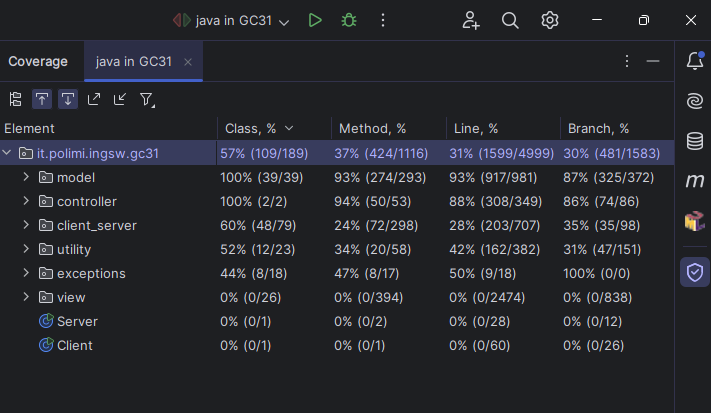 java in GC31
Coverage java in GC31
Element Class, % Method, % Line, % Branch, %
it.polimi.ingsw.gc31 57% (109/189) 37% (424/1116) 31% (1599/4999) 30% (481/1583)
model 100% (39/39) 93% (274/293) 93% (917/981) 87% (325/372)
controller 100% (2/2) 94% (50/53) 88% (308/349) 86% (74/86)
client_server 60% (48/79) 24% (72/298) 28% (203/707) 35% (35/98)
utility 52% (12/23) 34% (20/58) 42% (162/382) 31% (47/151)
exceptions 44% (8/18) 47% (8/17) 50% (9/18) 100% (0/0)
view 0% (0/26) 0% (0/394) 0% (0/2474) 0% (0/838)
Server 0% (0/1) 0% (0/2) 0% (0/28) 0% (0/12)
Client 0% (0/1) 0% (0/1) 0% (0/60) 0% (0/26)
m